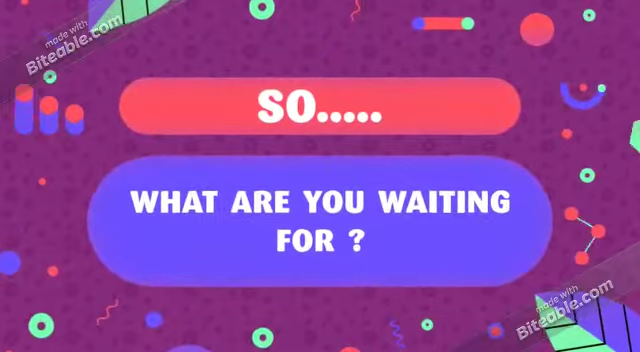 made with
Biteable.com
SO.....
WHAT ARE YOU WAITING
FOR ?
made with
Biteable.com